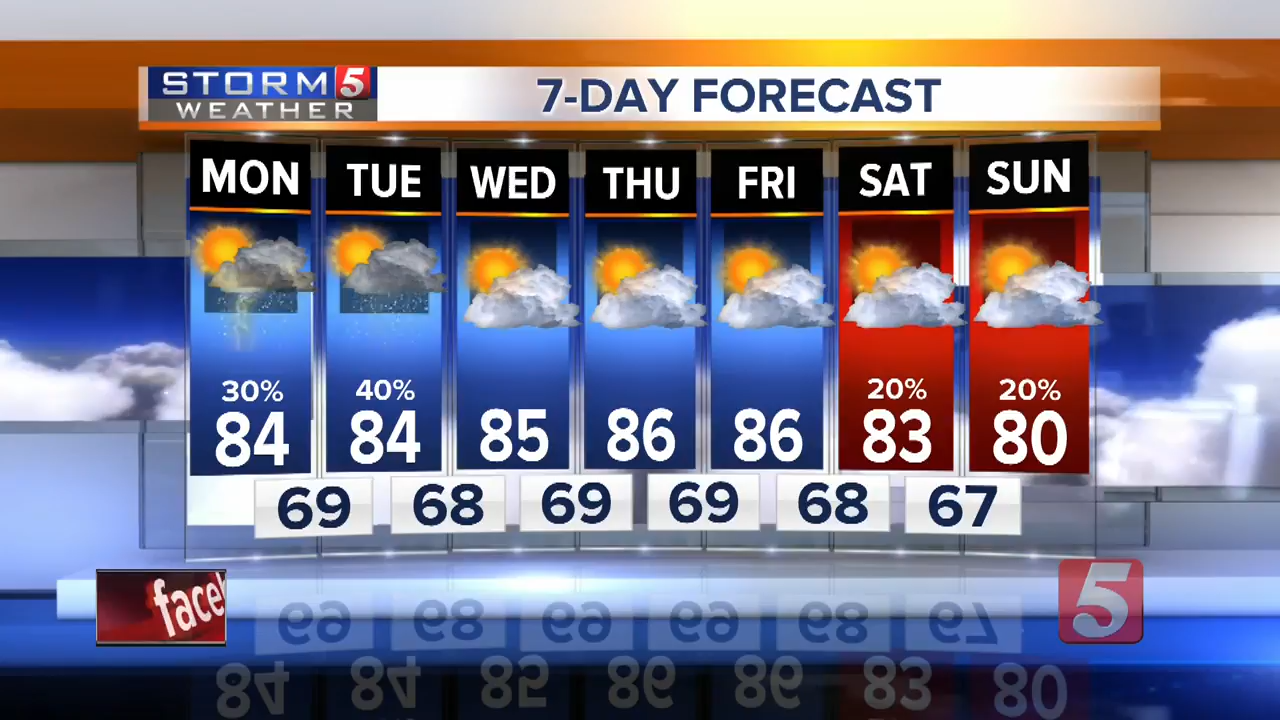 STORM 5
WEATHER
7-DAY FORECAST
MON TUE WED THU FRI SAT SUN
30% 40% 20% 20%
84 84 85 86 86 83 80
69 68 69 69 68 67
face
5